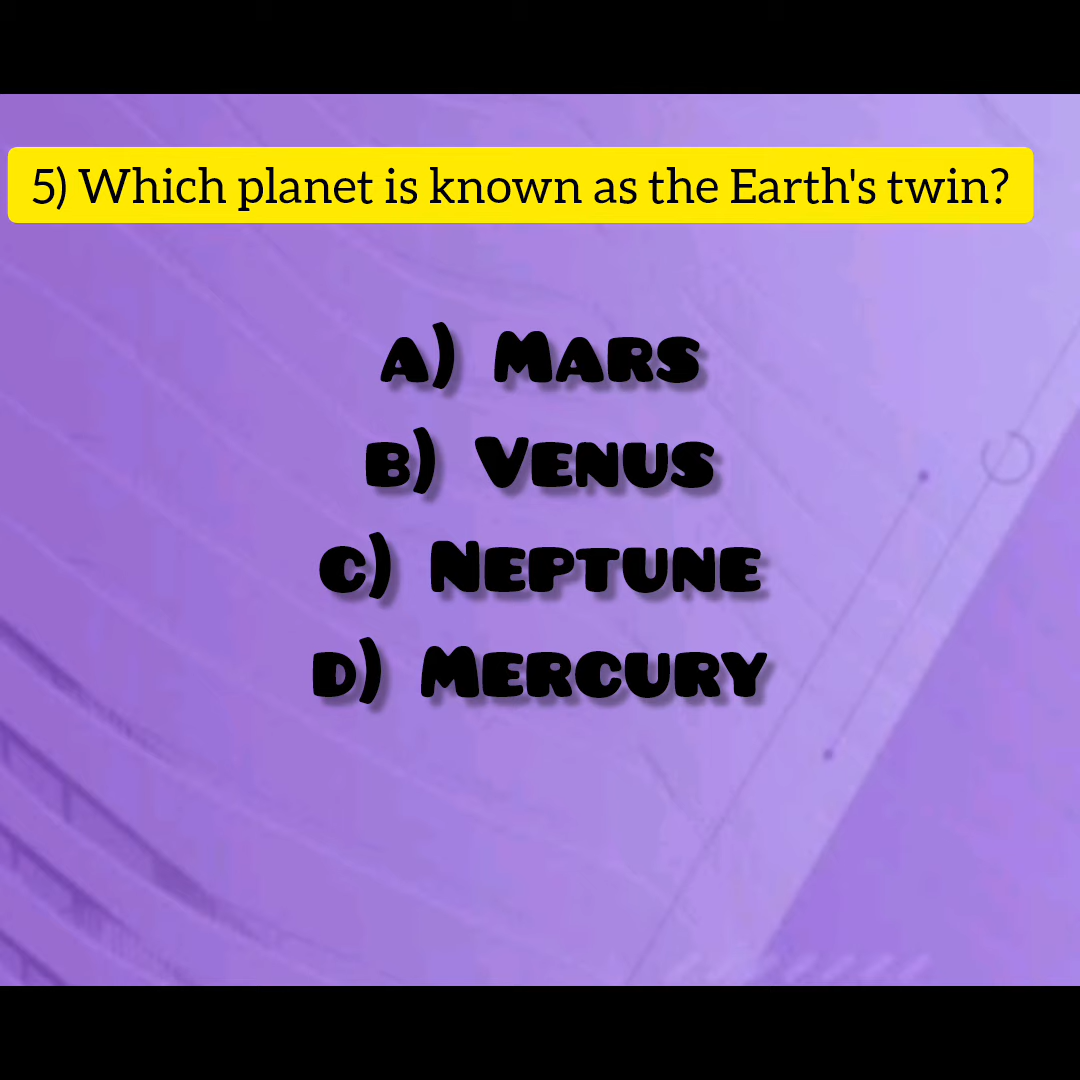 5) Which planet is known as the Earth's twin?
A) Mars
B) Venus
C) Neptune
D) Mercury